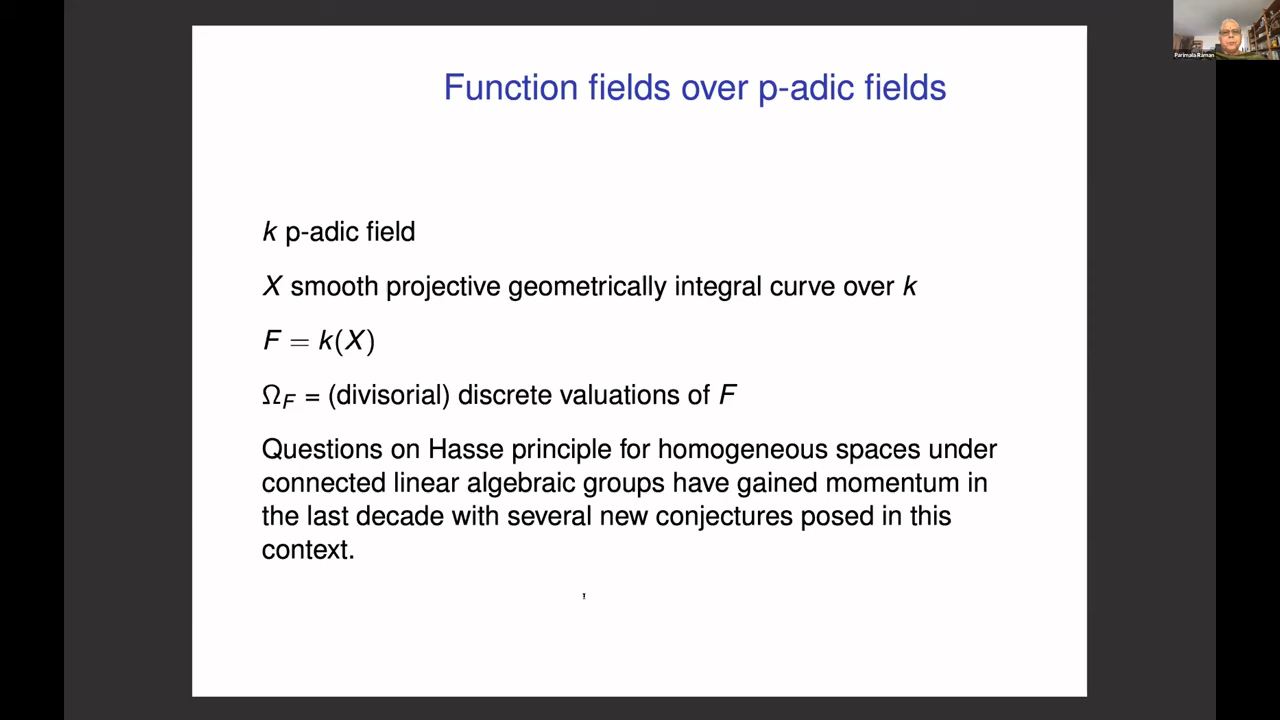 Function fields over p-adic fields
Parimala Raman
k p-adic field
X smooth projective geometrically integral curve over k
F = k(X)
Ω_F = (divisorial) discrete valuations of F
Questions on Hasse principle for homogeneous spaces under
connected linear algebraic groups have gained momentum in
the last decade with several new conjectures posed in this
context.